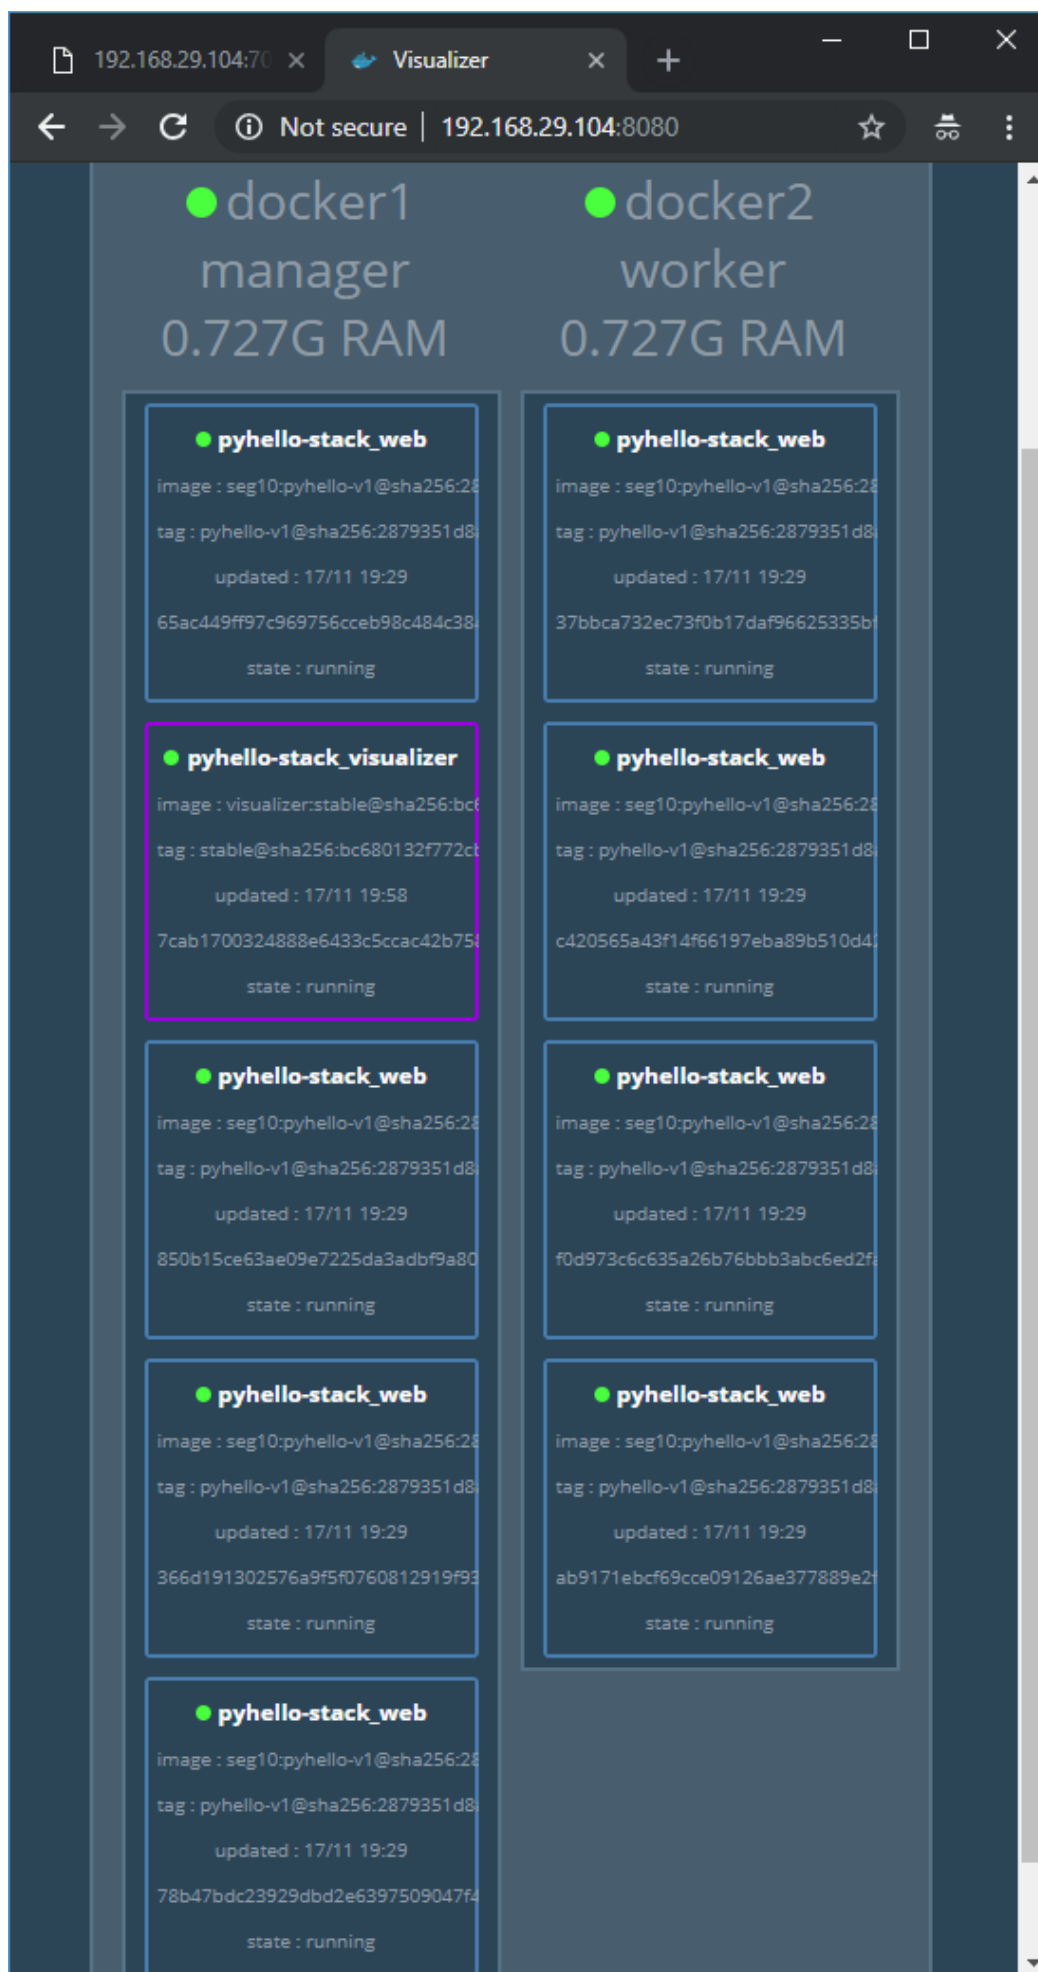 192.168.29.104:70
Visualizer
Not secure | 192.168.29.104:8080
docker1
manager
0.727G RAM
pyhello-stack_web
image : seg10:pyhello-v1@sha256:28
tag : pyhello-v1@sha256:2879351d8
updated : 17/11 19:29
65ac449ff97c969756cceb98c484c384
state : running
pyhello-stack_visualizer
image : visualizer:stable@sha256:bc6
tag : stable@sha256:bc680132f772cb
updated : 17/11 19:58
7cab1700324888e6433c5ccac42b758
state : running
pyhello-stack_web
image : seg10:pyhello-v1@sha256:28
tag : pyhello-v1@sha256:2879351d8
updated : 17/11 19:29
850b15ce63ae09e7225da3adbf9a80
state : running
pyhello-stack_web
image : seg10:pyhello-v1@sha256:28
tag : pyhello-v1@sha256:2879351d8
updated : 17/11 19:29
366d191302576a9f5f0760812919f93
state : running
pyhello-stack_web
image : seg10:pyhello-v1@sha256:28
tag : pyhello-v1@sha256:2879351d8
updated : 17/11 19:29
78b47bdc23929dbd2e6397509047f4
state : running
docker2
worker
0.727G RAM
pyhello-stack_web
image : seg10:pyhello-v1@sha256:28
tag : pyhello-v1@sha256:2879351d8
updated : 17/11 19:29
37bbca732ec73f0b17daf96625335bf
state : running
pyhello-stack_web
image : seg10:pyhello-v1@sha256:28
tag : pyhello-v1@sha256:2879351d8
updated : 17/11 19:29
c420565a43f14f66197eba89b510d42
state : running
pyhello-stack_web
image : seg10:pyhello-v1@sha256:28
tag : pyhello-v1@sha256:2879351d8
updated : 17/11 19:29
f0d973c6c635a26b76bbb3abc6ed2fa
state : running
pyhello-stack_web
image : seg10:pyhello-v1@sha256:28
tag : pyhello-v1@sha256:2879351d8
updated : 17/11 19:29
ab9171ebcf69cce09126ae377889e2f
state : running